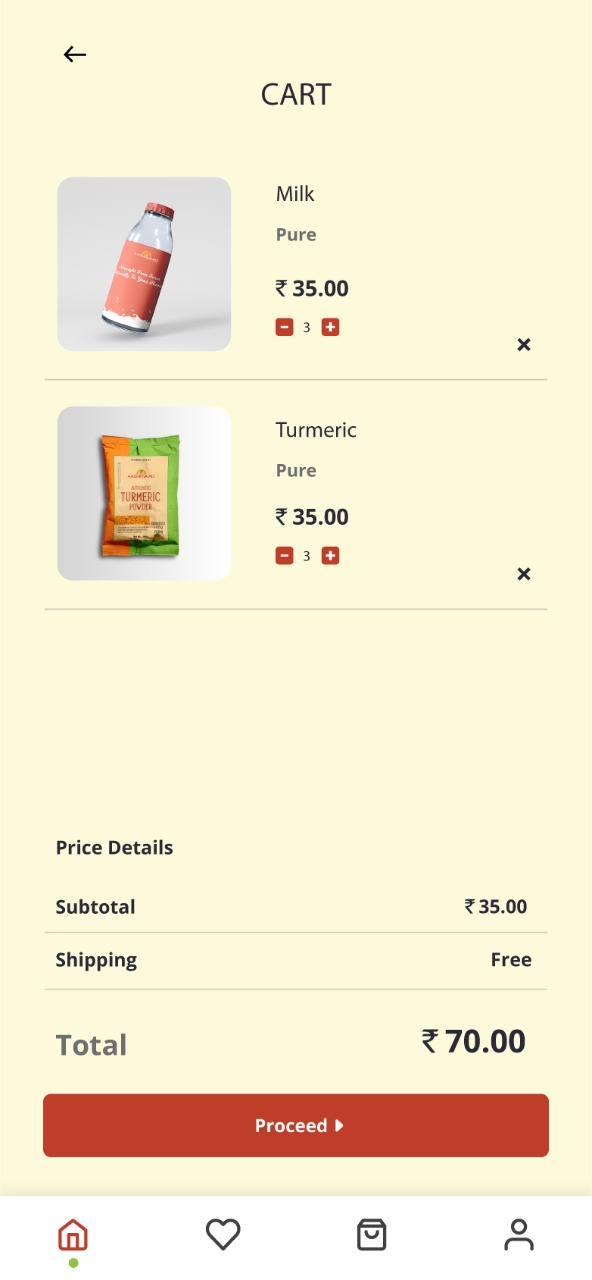 CART
Milk
Pure
₹ 35.00
3
Turmeric
Pure
₹ 35.00
3
TURMERIC
POWDER
Price Details
Subtotal ₹ 35.00
Shipping Free
Total ₹ 70.00
Proceed